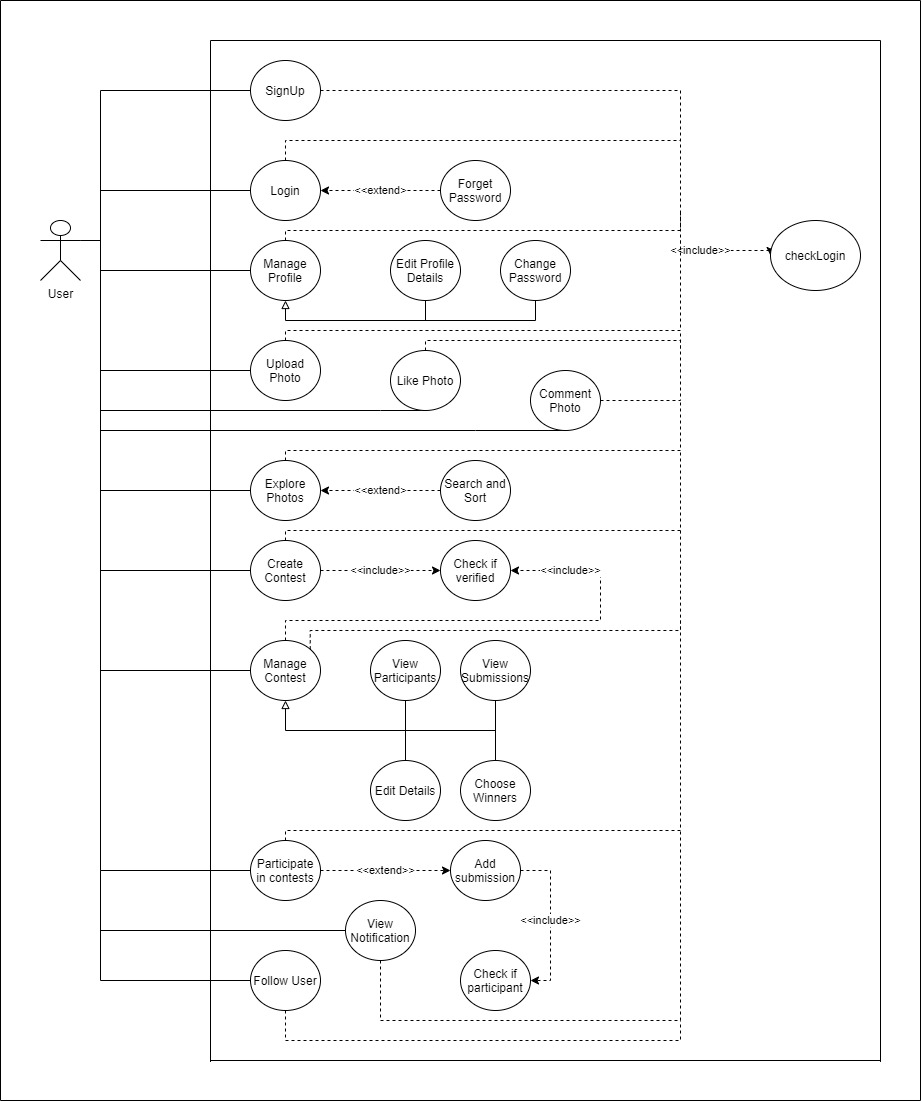 SignUp
Login
<<extend>>
Forget
Password
User
Manage
Profile
Edit Profile
Details
Change
Password
<<include>>
checkLogin
Upload
Photo
Like Photo
Comment
Photo
Explore
Photos
<<extend>>
Search and
Sort
Create
Contest
<<include>>
Check if
verified
<<include>>
Manage
Contest
View
Participants
View
Submissions
Edit Details
Choose
Winners
Participate
in contests
<<extend>>
Add
submission
<<include>>
View
Notification
Follow User
Check if
participant